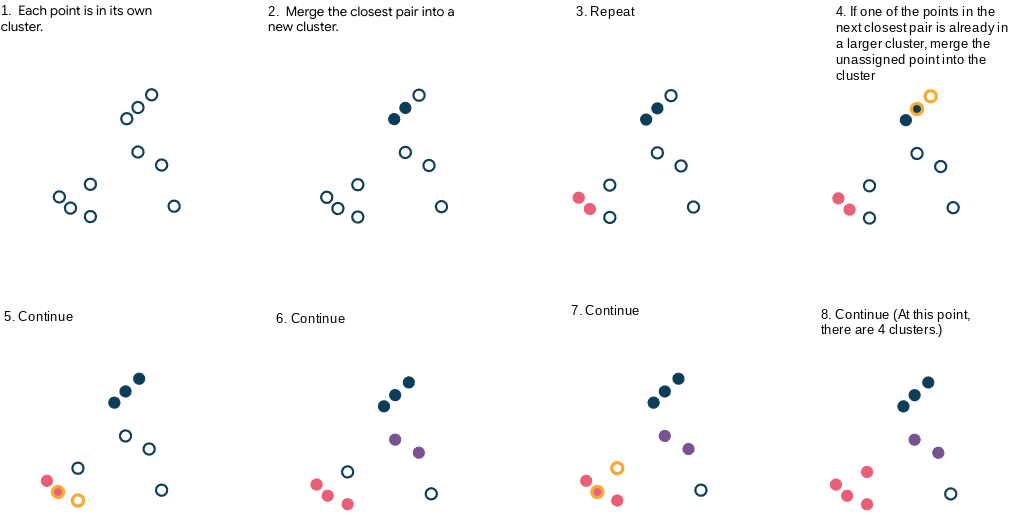 1. Each point is in its own
cluster.
2. Merge the closest pair into a
new cluster.
3. Repeat
4. If one of the points in the
next closest pair is already in
a larger cluster, merge the
unassigned point into the
cluster
5. Continue
6. Continue
7. Continue
8. Continue (At this point,
there are 4 clusters.)